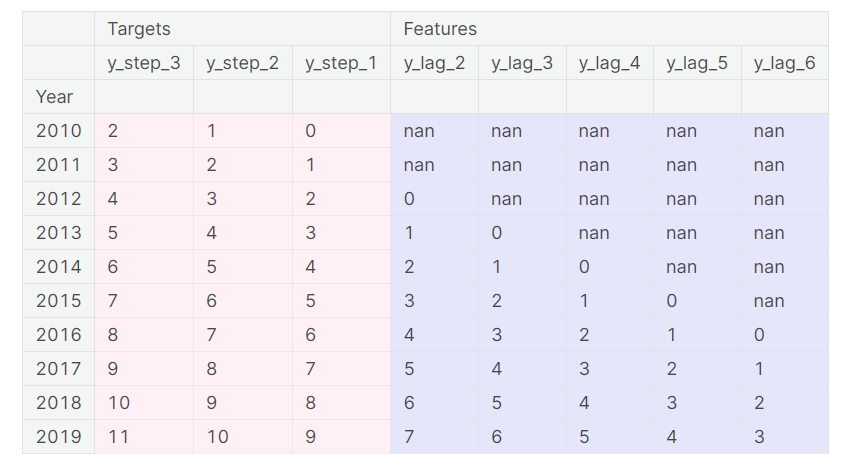 Targets Features
y_step_3 y_step_2 y_step_1 y_lag_2 y_lag_3 y_lag_4 y_lag_5 y_lag_6
Year
2010 2 1 0 nan nan nan nan nan
2011 3 2 1 nan nan nan nan nan
2012 4 3 2 0 nan nan nan nan
2013 5 4 3 1 0 nan nan nan
2014 6 5 4 2 1 0 nan nan
2015 7 6 5 3 2 1 0 nan
2016 8 7 6 4 3 2 1 0
2017 9 8 7 5 4 3 2 1
2018 10 9 8 6 5 4 3 2
2019 11 10 9 7 6 5 4 3